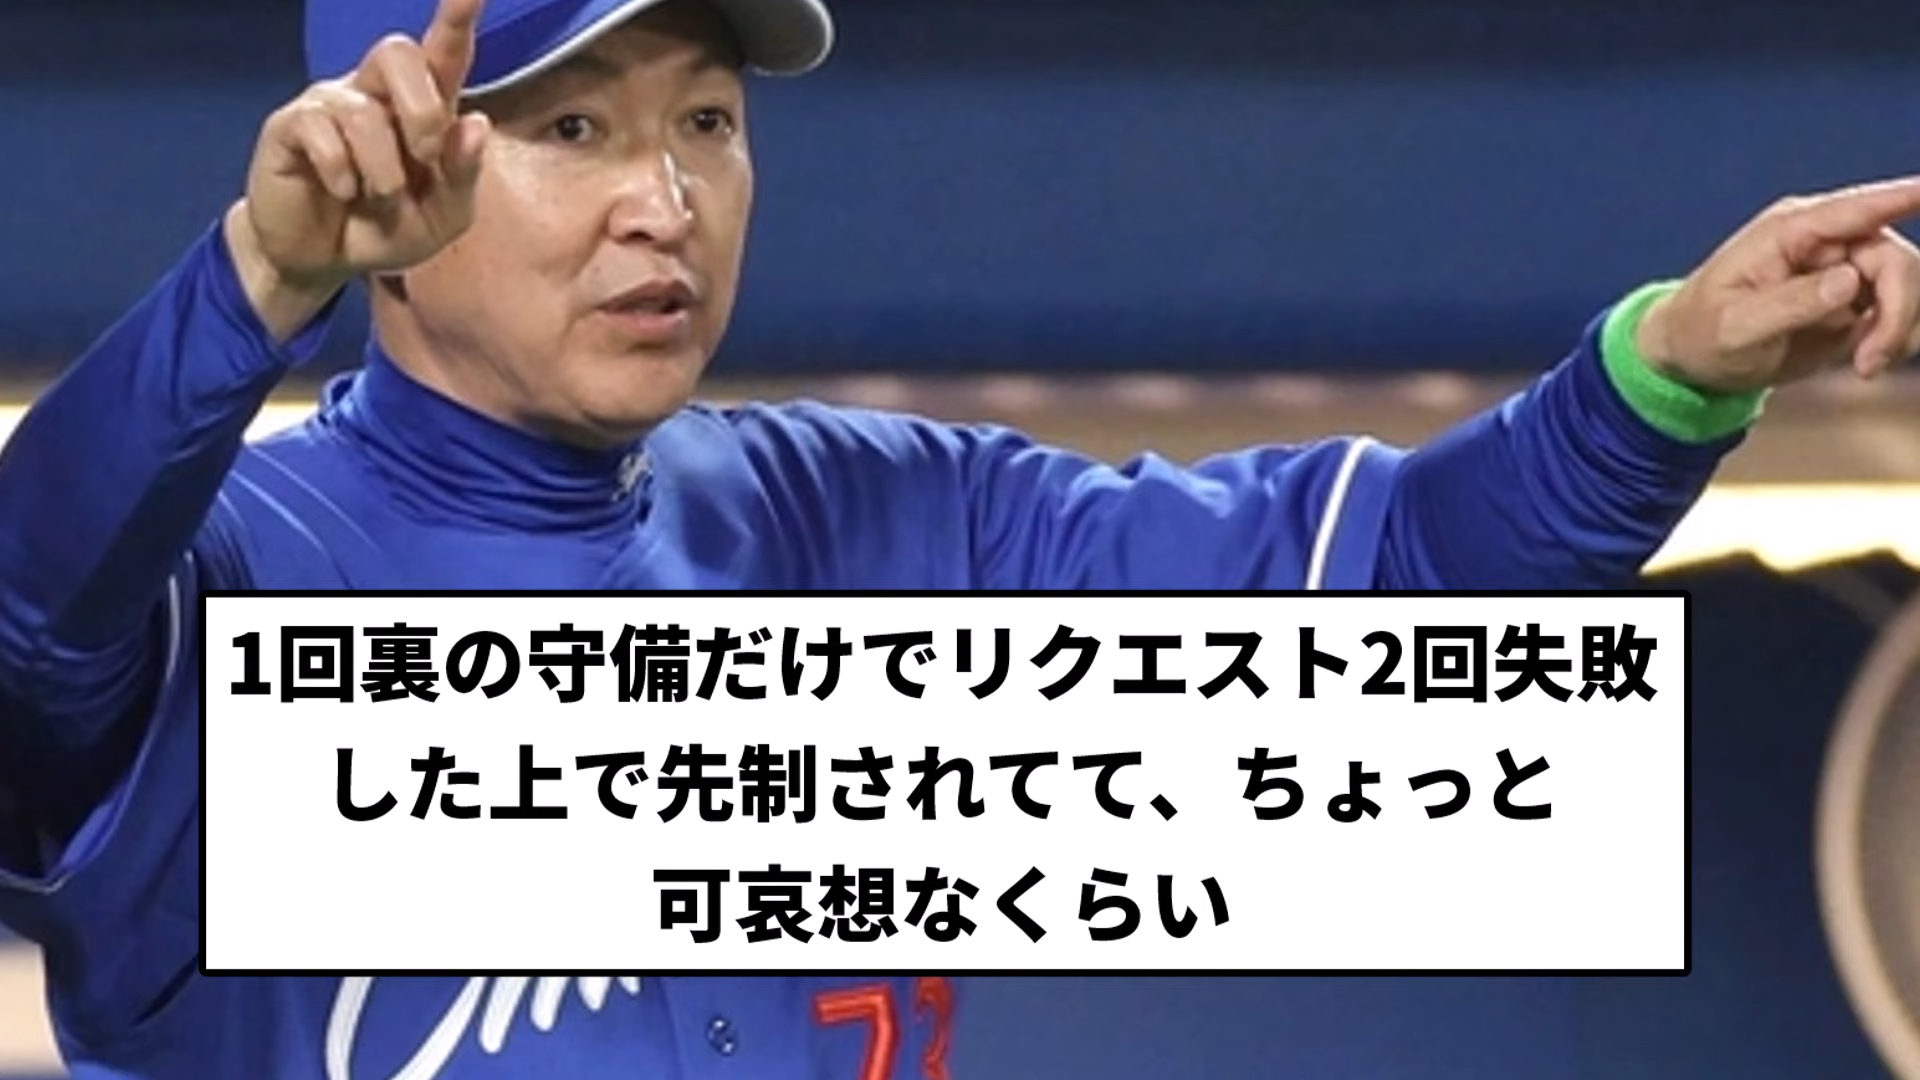 1回裏の守備だけでリクエスト2回失敗
した上で先制されてて、ちょっと
可哀想なくらい
73